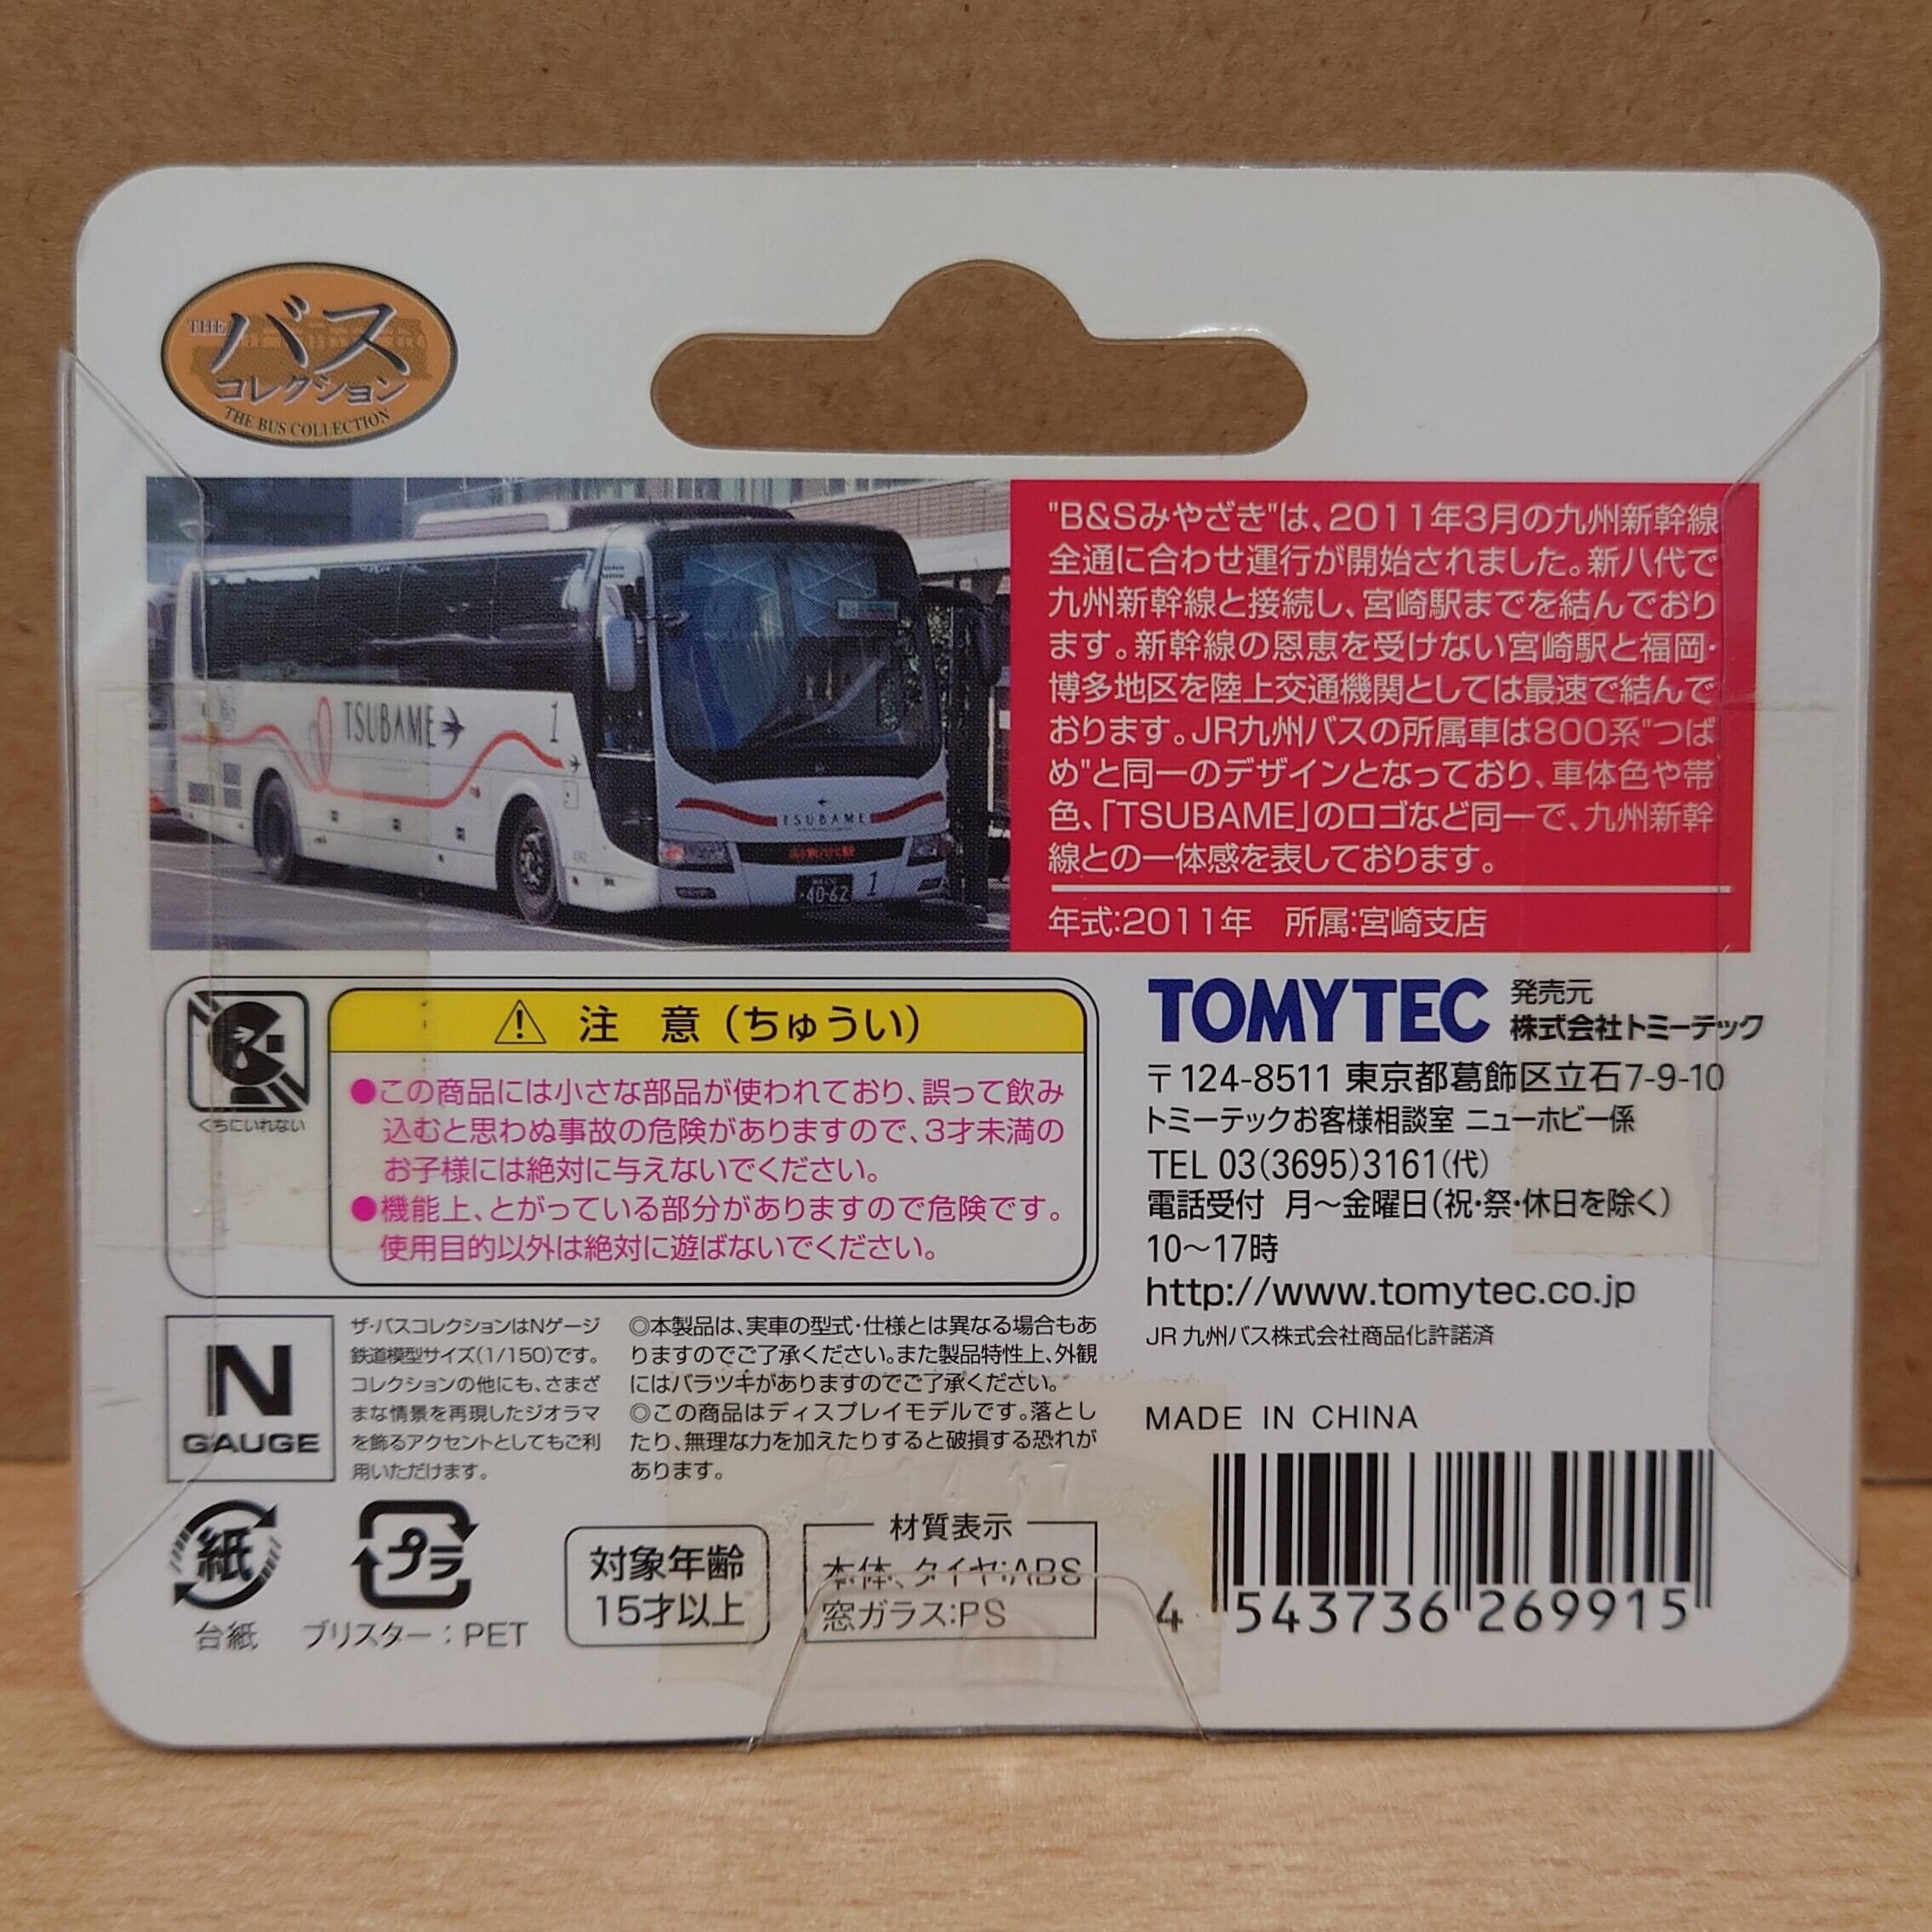 THE
バス
コレクション
THE BUS COLLECTION
TSUBAME
1
TSUBAME
・40-62
1
"B&Sみやざき"は、2011年3月の九州新幹線
全通に合わせ運行が開始されました。新八代で
九州新幹線と接続し、宮崎駅までを結んでおり
ます。新幹線の恩恵を受けない宮崎駅と福岡・
博多地区を陸上交通機関としては最速で結んで
おります。JR九州バスの所属車は800系"つば
め"と同一のデザインとなっており、車体色や帯
色、「TSUBAME」のロゴなど同一で、九州新幹
線との一体感を表しております。
年式:2011年 所属:宮崎支店
くちにいれない
注 意(ちゅうい)
●この商品には小さな部品が使われており、誤って飲み
込むと思わぬ事故の危険がありますので、3才未満の
お子様には絶対に与えないでください。
●機能上、とがっている部分がありますので危険です。
使用目的以外は絶対に遊ばないでください。
TOMYTEC 発売元
株式会社トミーテック
〒124-8511 東京都葛飾区立石7-9-10
トミーテックお客様相談室 ニューホビー係
TEL 03(3695)3161(代)
電話受付 月〜金曜日(祝・祭・休日を除く)
10〜17時
http://www.tomytec.co.jp
JR 九州バス株式会社商品化許諾済
N
GAUGE
ザ・バスコレクションはNゲージ
鉄道模型サイズ(1/150)です。
コレクションの他にも、さまざ
まな情景を再現したジオラマ
を飾るアクセントとしてもご利
用いただけます。
◎本製品は、実車の型式・仕様とは異なる場合もあ
りますのでご了承ください。また製品特性上、外観
にはバラツキがありますのでご了承ください。
◎この商品はディスプレイモデルです。落とし
たり、無理な力を加えたりすると破損する恐れが
あります。
MADE IN CHINA
紙
台紙
プラ
ブリスター：PET
対象年齢
15才以上
材質表示
本体、タイヤ:ABS
窓ガラス:PS
4 543736 269915